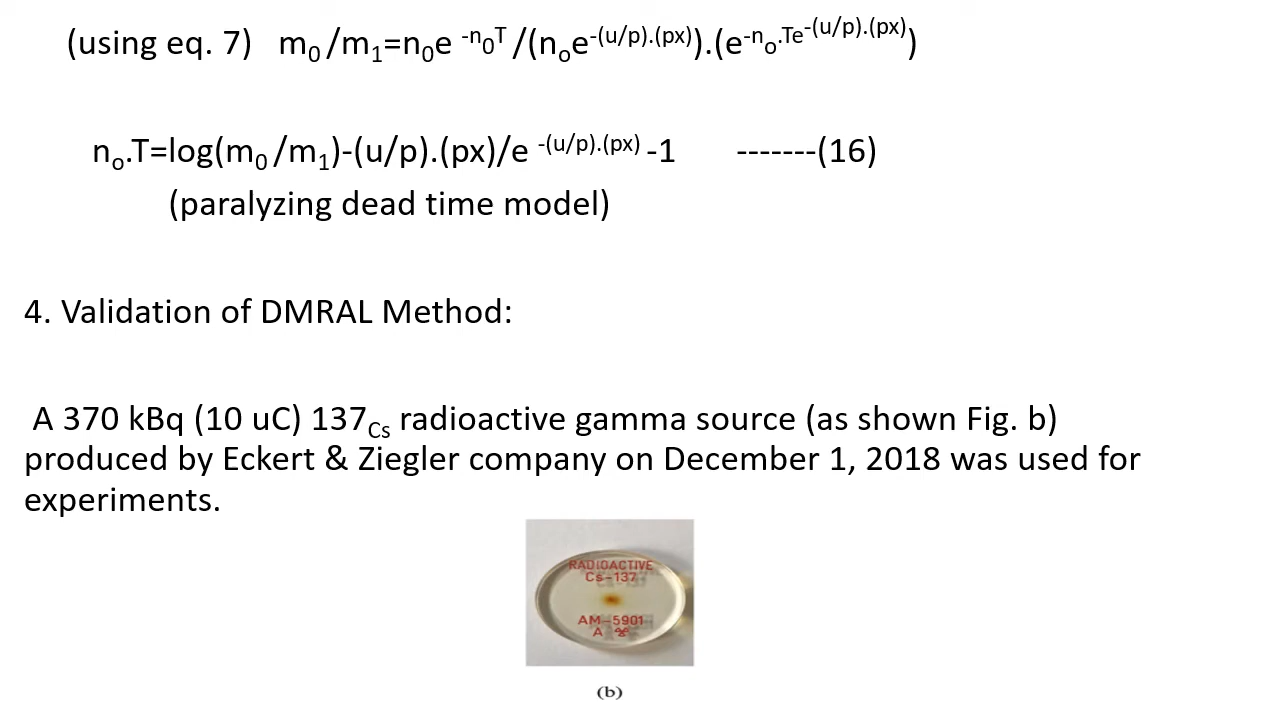 (using eq. 7) m₀/m₁=n₀e ⁻ⁿ⁰ᵀ /(nₒe⁻⁽ᵘ/ᵖ⁾·⁽ᵖˣ⁾).(e^-nₒ.Te^-(u/p).(px))
nₒ.T=log(m₀/m₁)-(u/p).(px)/e ^-(u/p).(px) -1 -------(16)
(paralyzing dead time model)
4. Validation of DMRAL Method:
A 370 kBq (10 uC) 137Cs radioactive gamma source (as shown Fig. b)
produced by Eckert & Ziegler company on December 1, 2018 was used for
experiments.
RADIOACTIVE
Cs-137
AM-5901
A
(b)